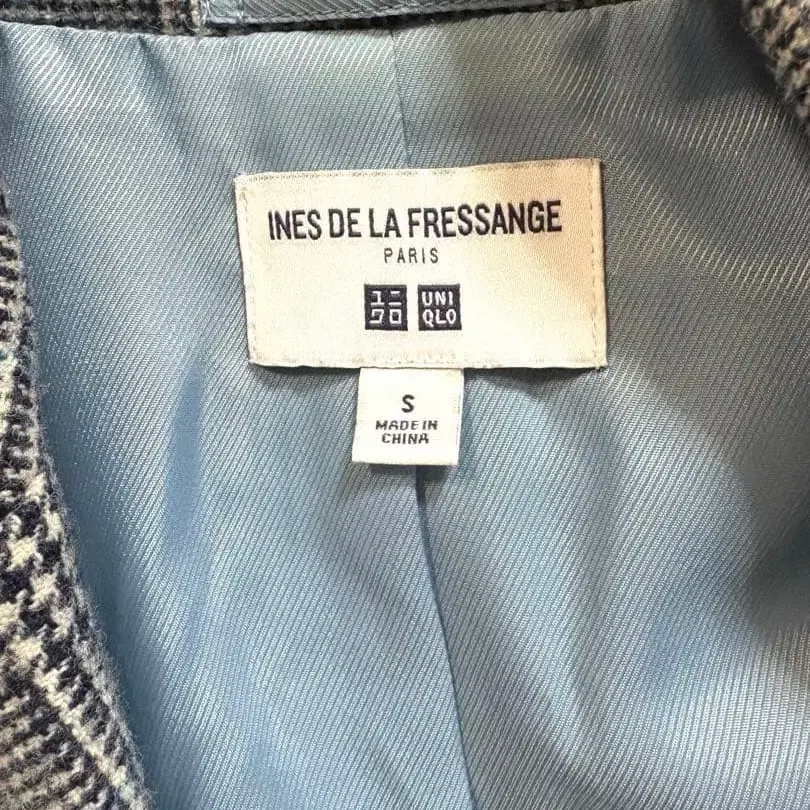 INES DE LA FRESSANGE
PARIS
ユニ UNI
クロ QLO
S
MADE IN
CHINA